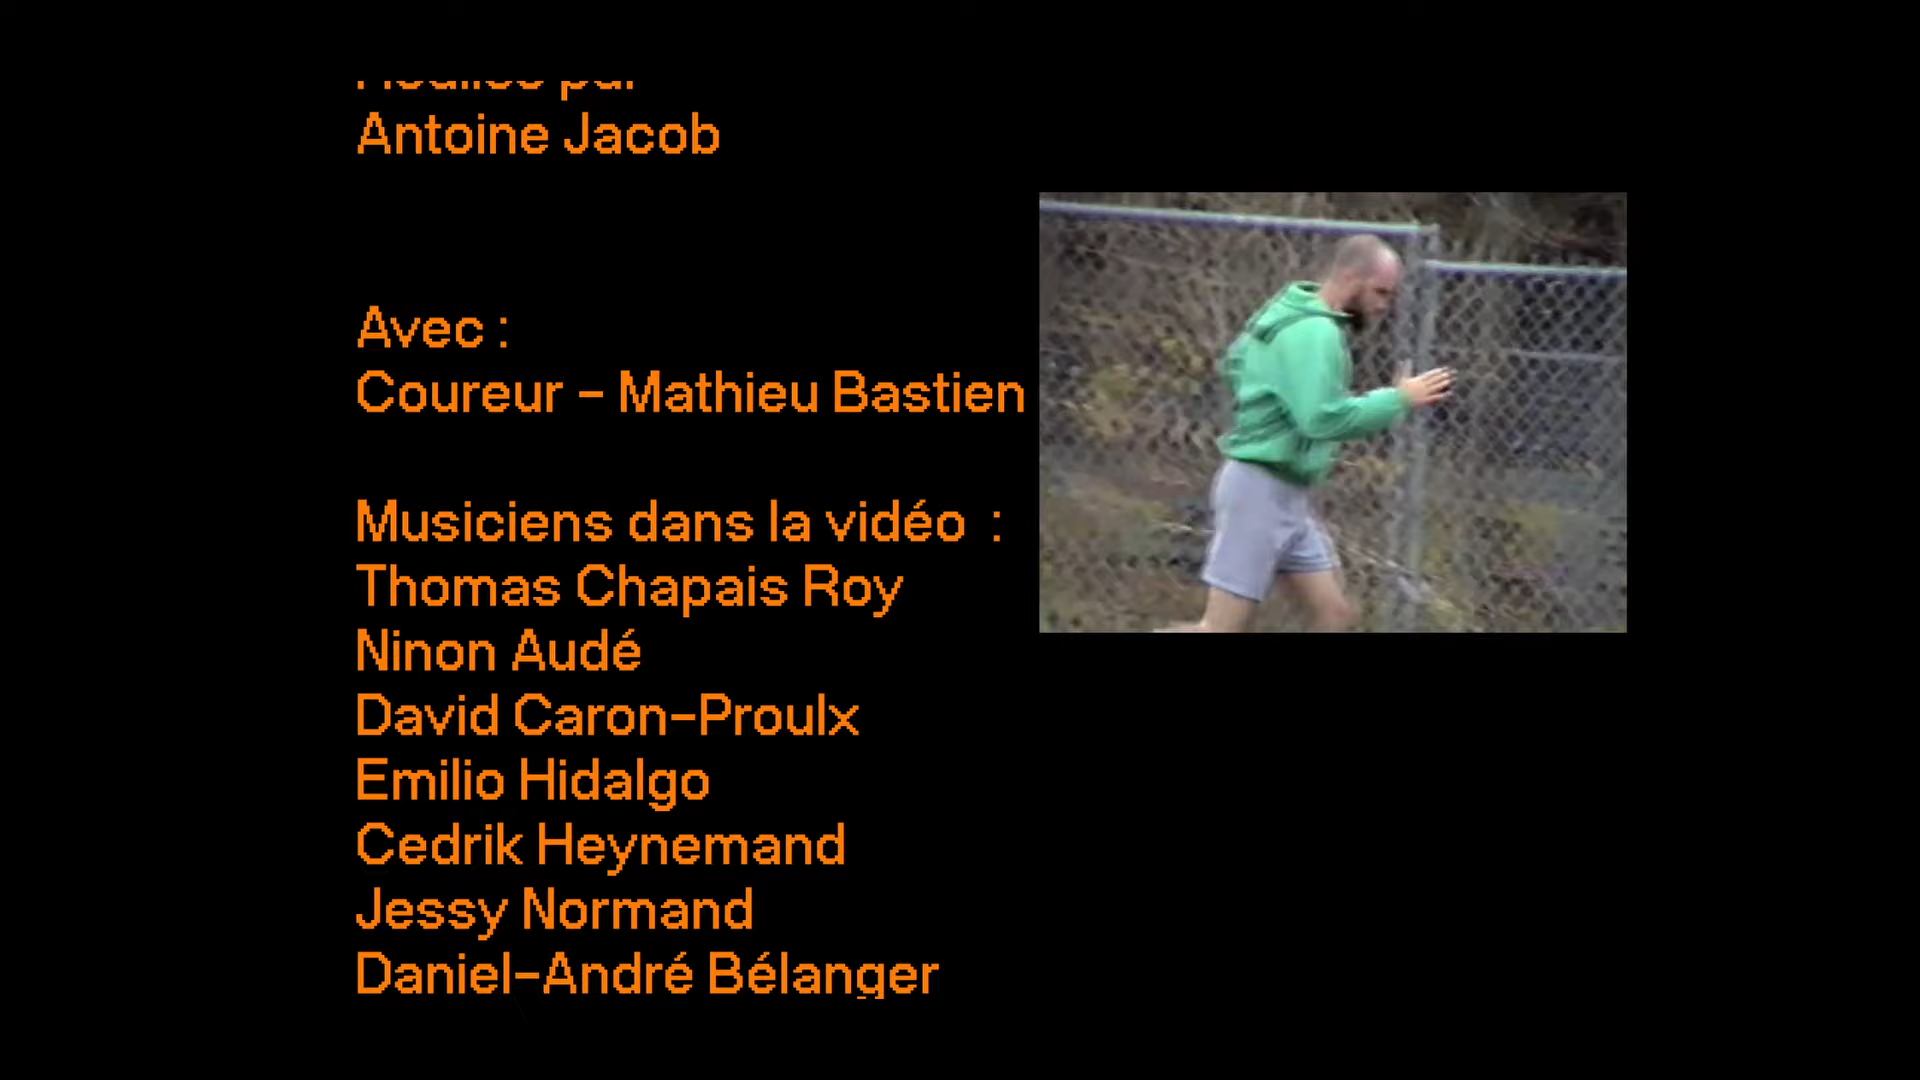 Antoine Jacob
Avec :
Coureur - Mathieu Bastien
Musiciens dans la vidéo :
Thomas Chapais Roy
Ninon Audé
David Caron-Proulx
Emilio Hidalgo
Cedrik Heynemand
Jessy Normand
Daniel-André Bélanger